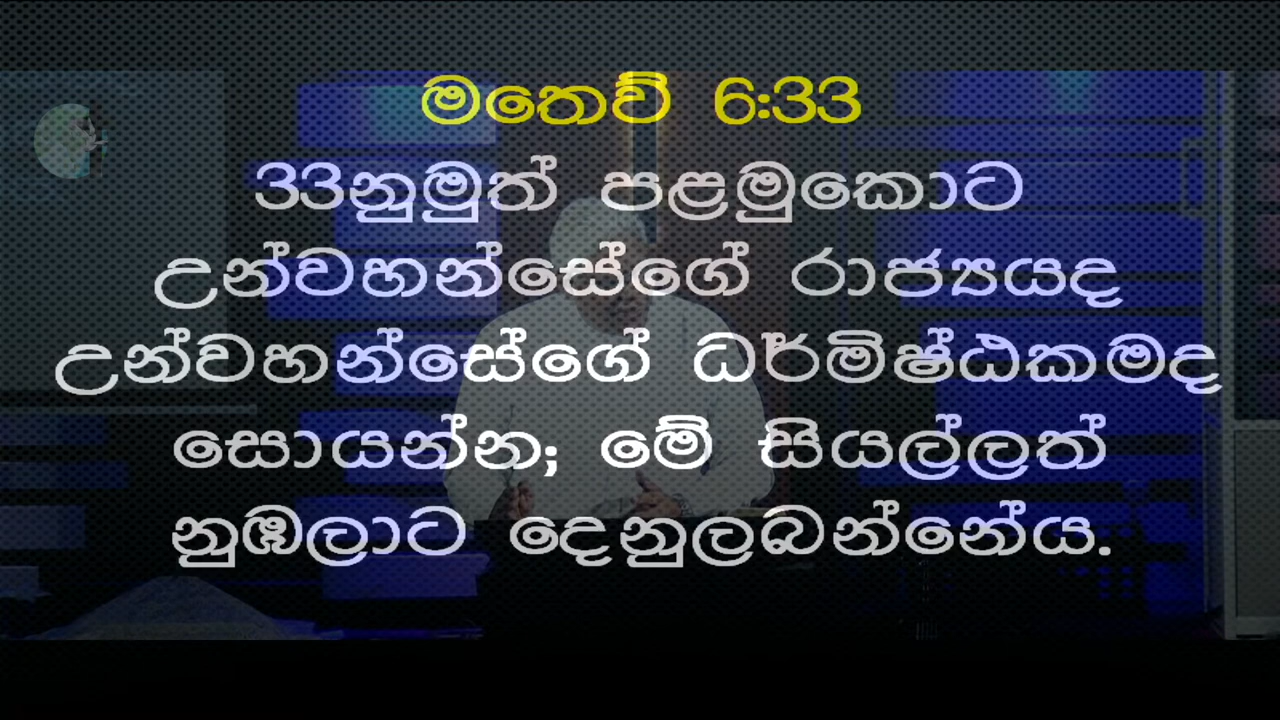 මතෙව් 6:33
33නුමුත් පළමුකොට
උන්වහන්සේගේ රාජ්‍යයද
උන්වහන්සේගේ ධර්මිෂ්ඨකමද
සොයන්න; මේ සියල්ලත්
නුඹලාට දෙනුලබන්නේය.